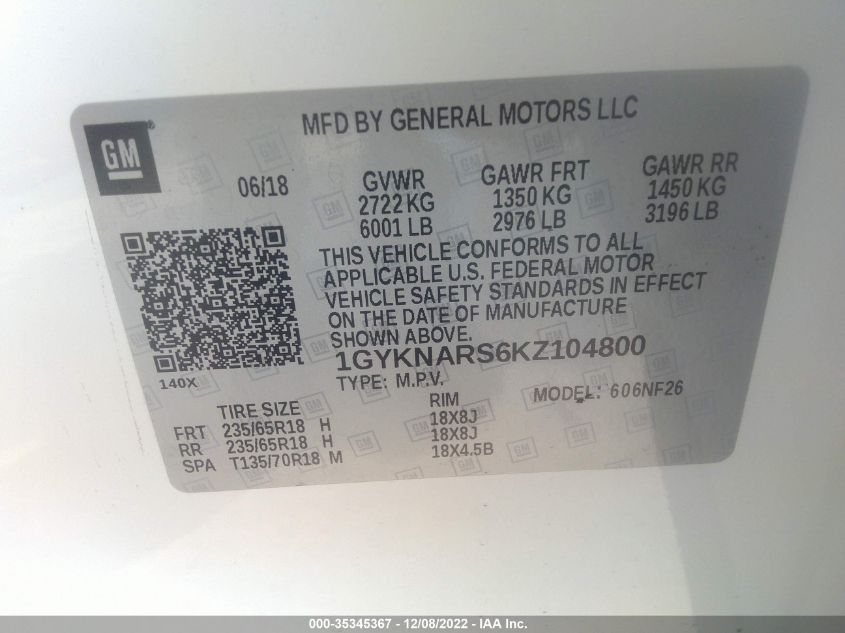 MFD BY GENERAL MOTORS LLC
GM ®
06/18
GVWR GAWR FRT GAWR RR
2722 KG 1350 KG 1450 KG
6001 LB 2976 LB 3196 LB
THIS VEHICLE CONFORMS TO ALL
APPLICABLE U.S. FEDERAL MOTOR
VEHICLE SAFETY STANDARDS IN EFFECT
ON THE DATE OF MANUFACTURE
SHOWN ABOVE.
1GYKNARS6KZ104800
140X
TYPE: M.P.V. MODEL: 606NF26
TIRE SIZE RIM
FRT 235/65R18 H 18X8J
RR 235/65R18 H 18X8J
SPA T135/70R18 M 18X4.5B
000-35345367 - 12/08/2022 - IAA Inc.